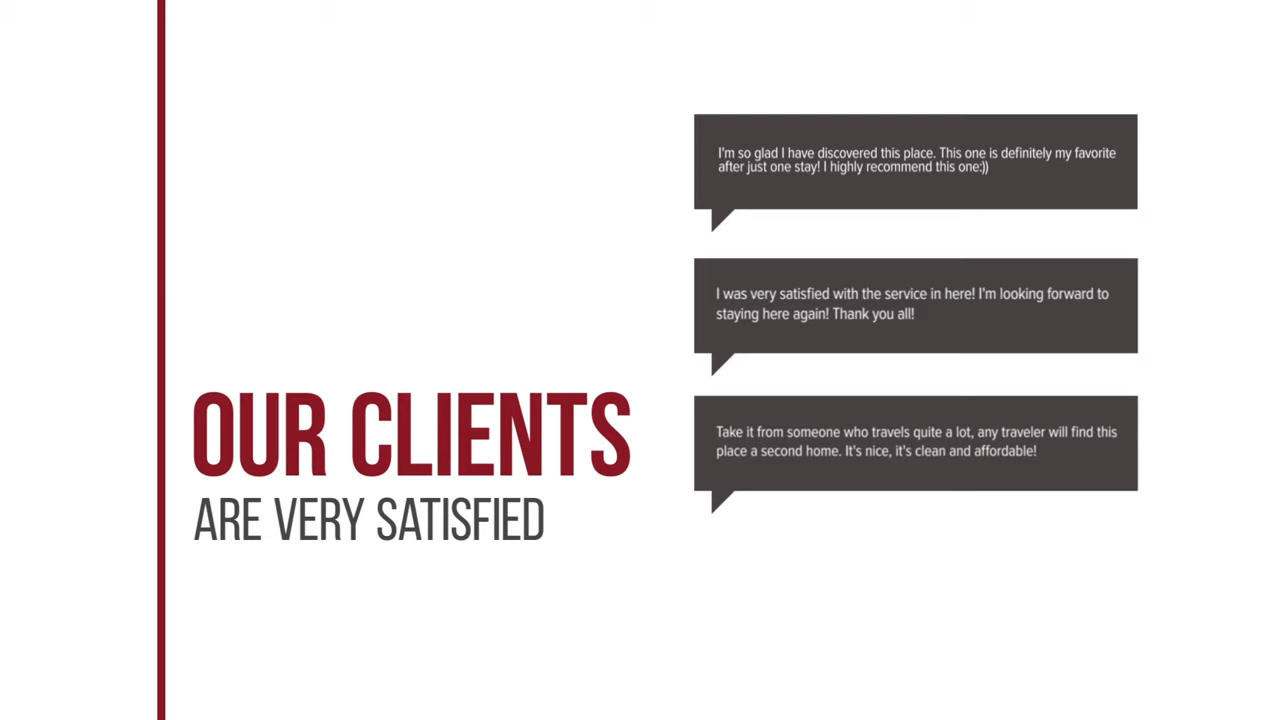 OUR CLIENTS
ARE VERY SATISFIED
I'm so glad I have discovered this place. This one is definitely my favorite
after just one stay! I highly recommend this one:))
I was very satisfied with the service in here! I'm looking forward to
staying here again! Thank you all!
Take it from someone who travels quite a lot, any traveler will find this
place a second home. It's nice, it's clean and affordable!